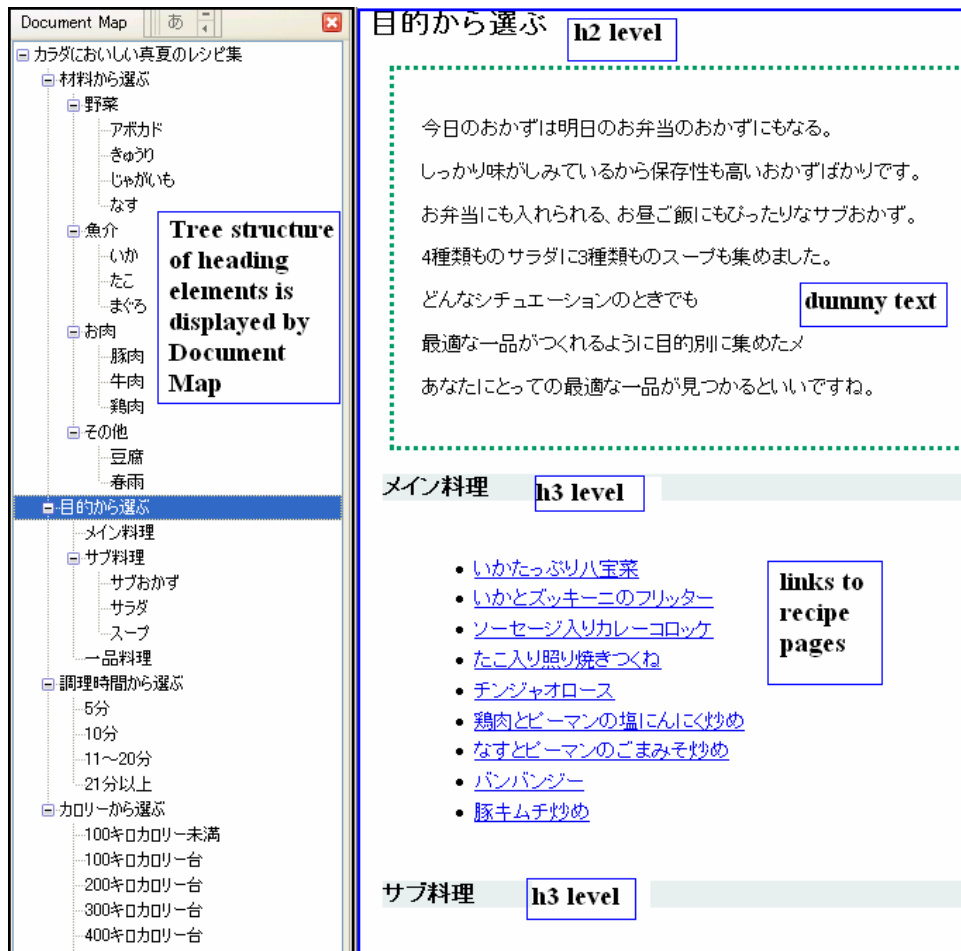 Document Map
あ
カラダにおいしい真夏のレシピ集
材料から選ぶ
野菜
アボカド
きゅうり
じゃがいも
なす
魚介
いか
たこ
まぐろ
お肉
豚肉
牛肉
鶏肉
その他
豆腐
春雨
目的から選ぶ
メイン料理
サブ料理
サブおかず
サラダ
スープ
一品料理
調理時間から選ぶ
5分
10分
11～20分
21分以上
カロリーから選ぶ
100キロカロリー未満
100キロカロリー台
200キロカロリー台
300キロカロリー台
400キロカロリー台
Tree structure
of heading
elements is
displayed by
Document
Map
目的から選ぶ
h2 level
今日のおかずは明日のお弁当のおかずにもなる。
しっかり味がしみているから保存性も高いおかずばかりです。
お弁当にも入れられる、お昼ご飯にもぴったりなサブおかず。
4種類ものサラダに3種類ものスープも集めました。
どんなシチュエーションのときでも
dummy text
最適な一品がつくれるように目的別に集めたメ
あなたにとっての最適な一品が見つかるといいですね。
メイン料理
h3 level
いかたっぷり八宝菜
いかとズッキーニのフリッター
ソーセージ入りカレーコロッケ
たこ入り照り焼きつくね
チンジャオロース
鶏肉とピーマンの塩にんにく炒め
なすとピーマンのごまみそ炒め
バンバンジー
豚キムチ炒め
links to
recipe
pages
サブ料理
h3 level